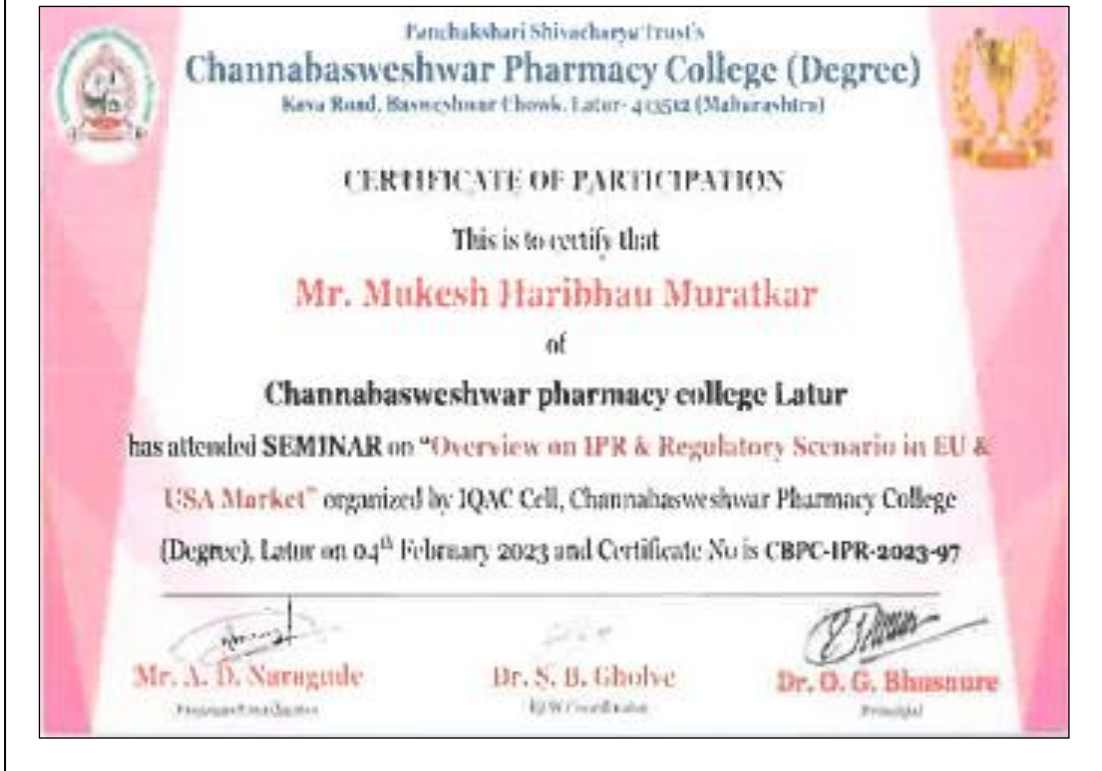 Panchakshari Shivacharya Trust's
Channabasweshwar Pharmacy College (Degree)
Kava Road, Basweshwar Chowk, Latur- 413512 (Maharashtra)
CERTIFICATE OF PARTICIPATION
This is to certify that
Mr. Mukesh Haribhau Muratkar
of
Channabasweshwar pharmacy college Latur
has attended SEMINAR on “Overview on IPR & Regulatory Scenario in EU &
USA Market” organized by IQAC Cell, Channabasweshwar Pharmacy College
(Degree), Latur on 04th February 2023 and Certificate No is CBPC-IPR-2023-97
Mr. A. D. Naragude Dr. S. B. Gholve Dr. O. G. Bhusnure
Principal